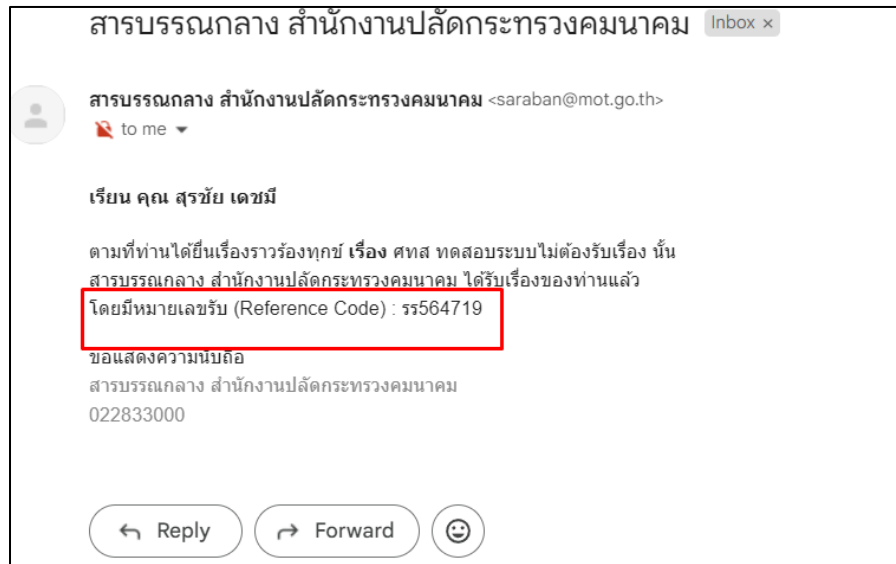 สารบรรณกลาง สำนักงานปลัดกระทรวงคมนาคม Inbox ×
สารบรรณกลาง สำนักงานปลัดกระทรวงคมนาคม <saraban@mot.go.th>
to me
เรียน คุณ สุรชัย เดชมี
ตามที่ท่านได้ยื่นเรื่องราวร้องทุกข์ เรื่อง ศทส ทดสอบระบบไม่ต้องรับเรื่อง นั้น
สารบรรณกลาง สำนักงานปลัดกระทรวงคมนาคม ได้รับเรื่องของท่านแล้ว
โดยมีหมายเลขรับ (Reference Code) : รร564719
ขอแสดงความนับถือ
สารบรรณกลาง สำนักงานปลัดกระทรวงคมนาคม
022833000
Reply Forward